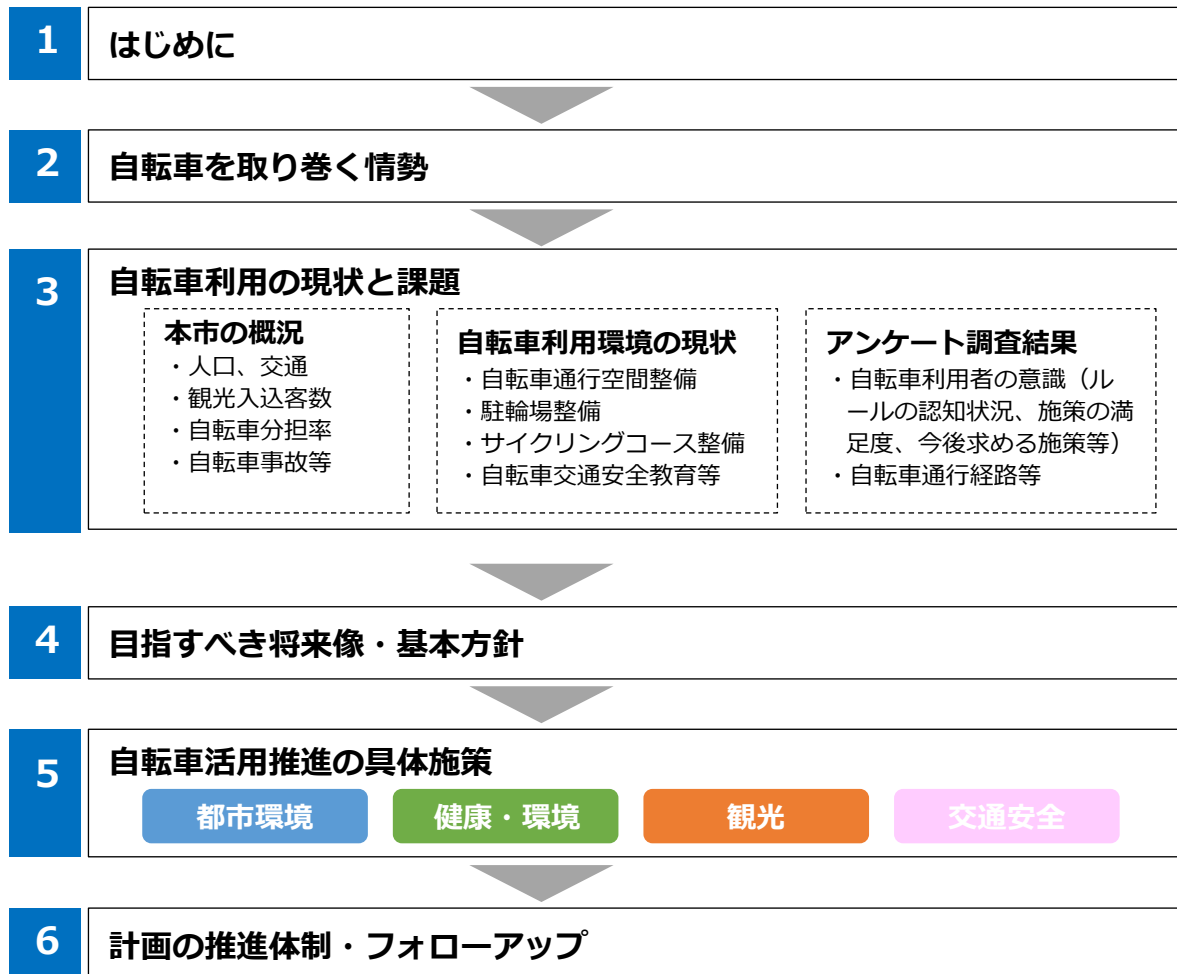 1 はじめに
2 自転車を取り巻く情勢
3 自転車利用の現状と課題
本市の概況
・人口、交通
・観光入込客数
・自転車分担率
・自転車事故等
自転車利用環境の現状
・自転車通行空間整備
・駐輪場整備
・サイクリングコース整備
・自転車交通安全教育等
アンケート調査結果
・自転車利用者の意識（ル
ールの認知状況、施策の満
足度、今後求める施策等）
・自転車通行経路等
4 目指すべき将来像・基本方針
5 自転車活用推進の具体施策
都市環境 健康・環境 観光 交通安全
6 計画の推進体制・フォローアップ